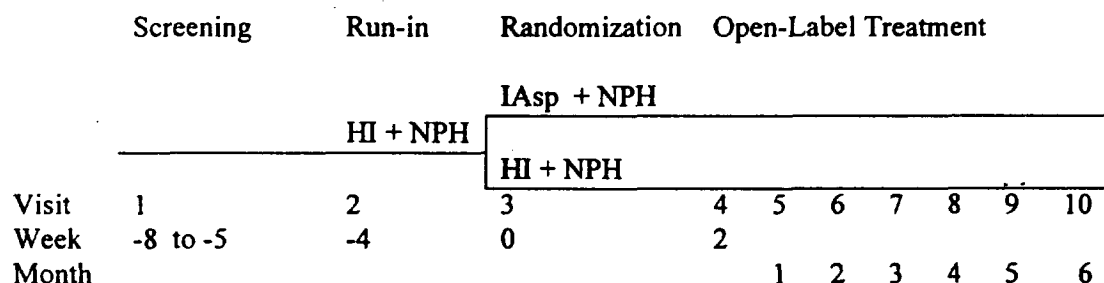 Screening Run-in Randomization Open-Label Treatment
IAsp + NPH
HI + NPH
HI + NPH
Visit 1 2 3 4 5 6 7 8 9 10
Week -8 to -5 -4 0 2
Month 1 2 3 4 5 6